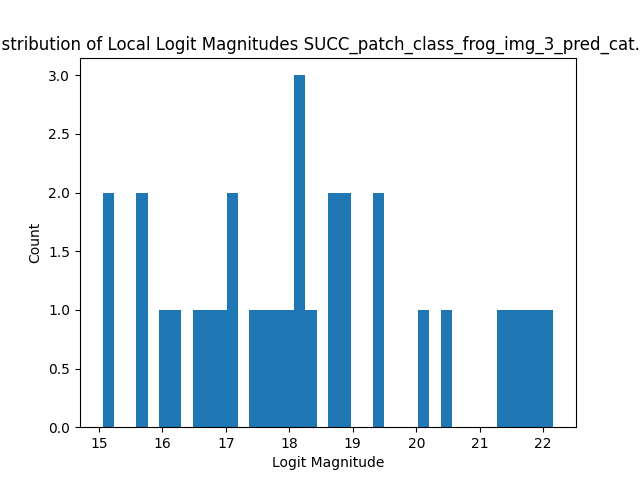 stribution of Local Logit Magnitudes SUCC_patch_class_frog_img_3_pred_cat.
3.0
2.5
2.0
1.5
1.0
0.5
0.0
Count
15 16 17 18 19 20 21 22
Logit Magnitude